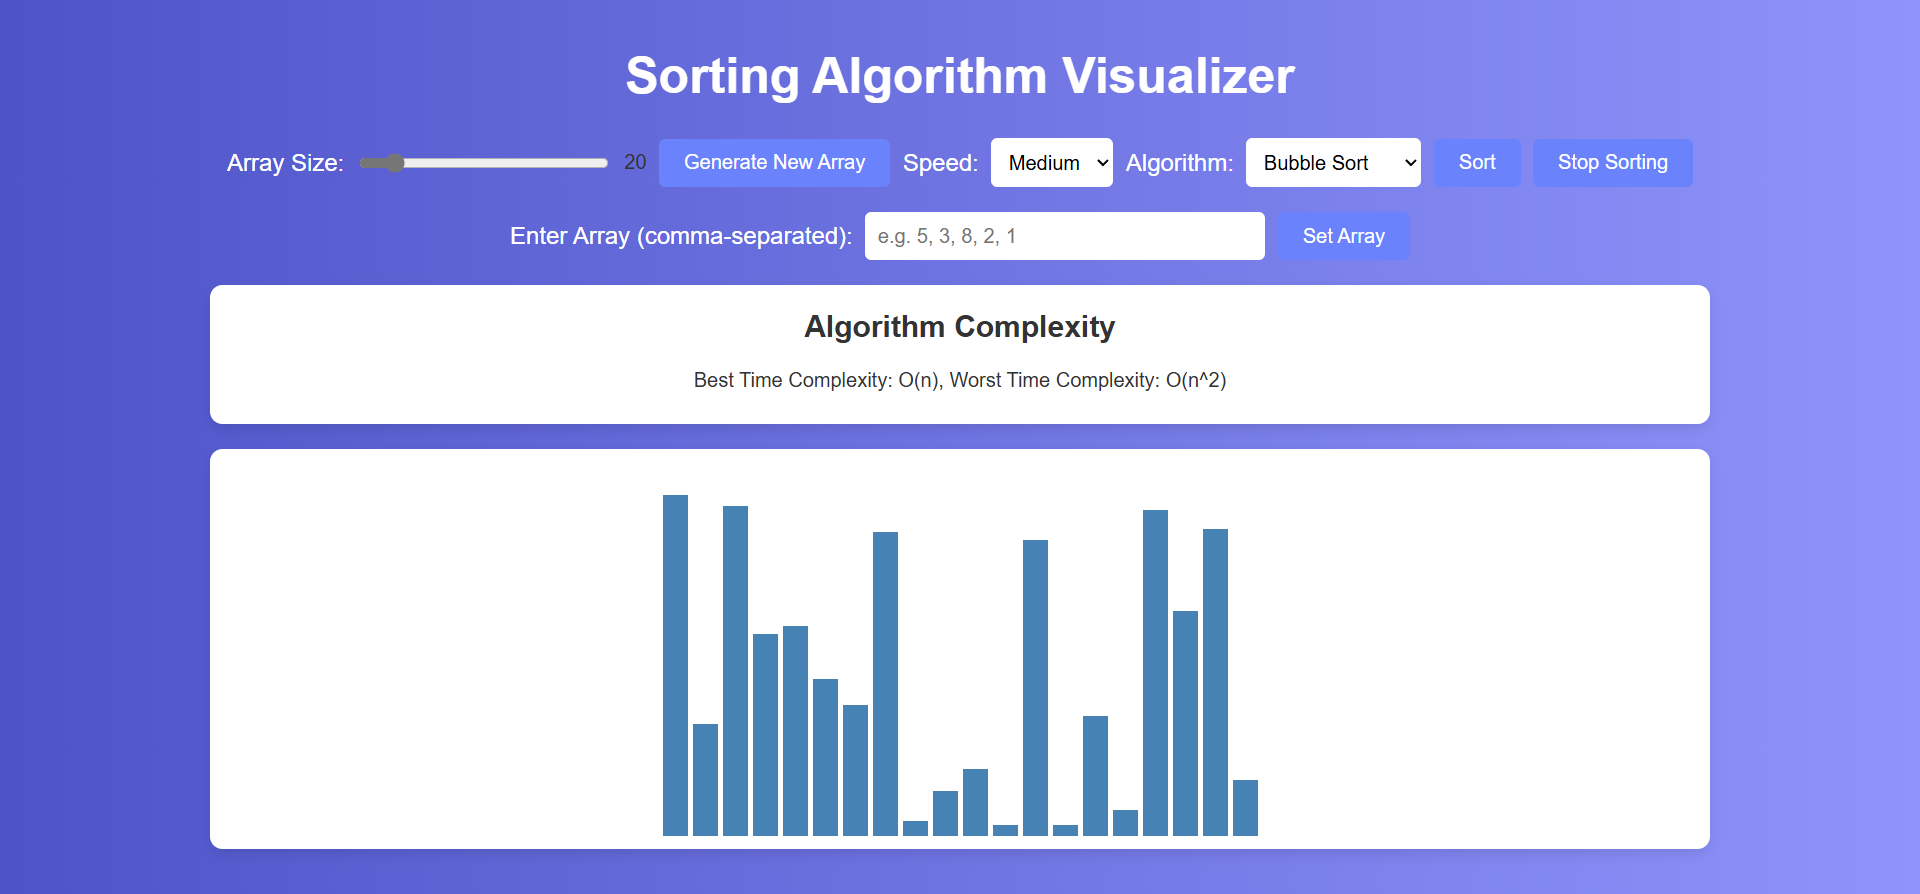 Sorting Algorithm Visualizer
Array Size: 20 Generate New Array Speed: Medium Algorithm: Bubble Sort Sort Stop Sorting
Enter Array (comma-separated): e.g. 5, 3, 8, 2, 1 Set Array
Algorithm Complexity
Best Time Complexity: O(n), Worst Time Complexity: O(n^2)